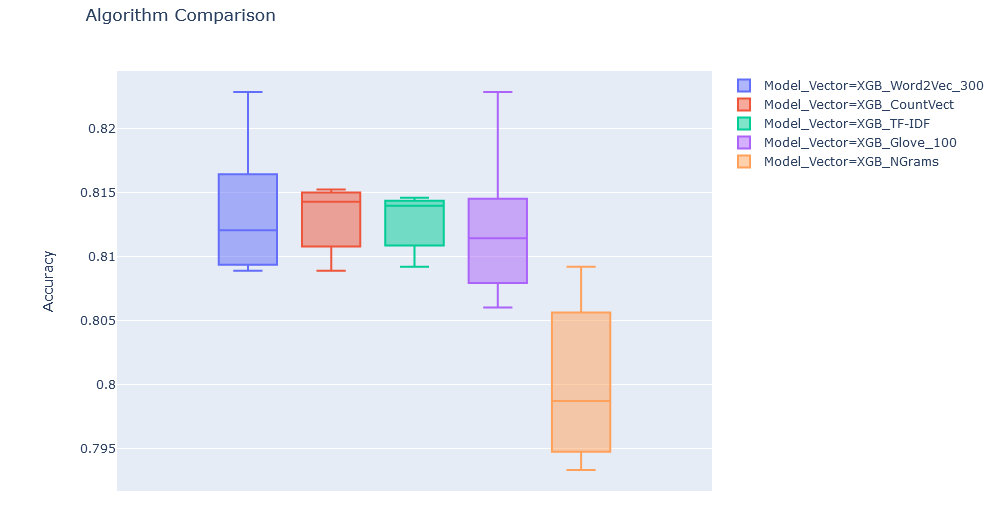 Algorithm Comparison
Model_Vector=XGB_Word2Vec_300
Model_Vector=XGB_CountVect
Model_Vector=XGB_TF-IDF
Model_Vector=XGB_Glove_100
Model_Vector=XGB_NGrams
0.82
0.815
0.81
0.805
0.8
0.795
Accuracy